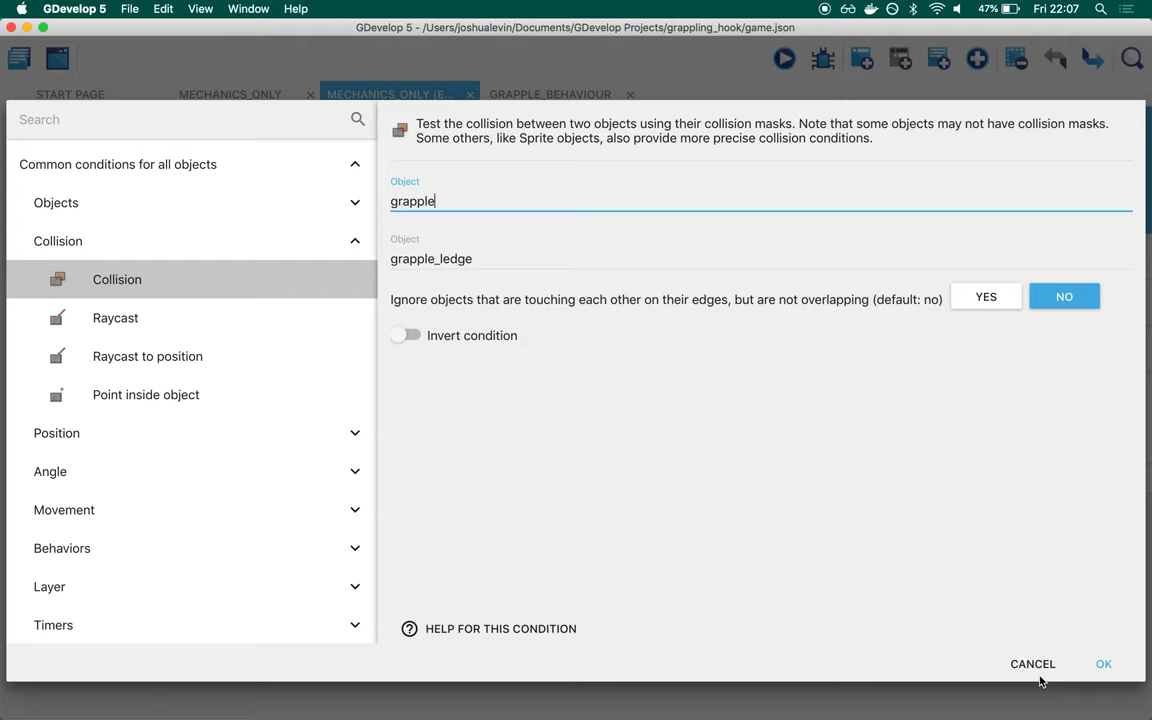 GDevelop 5 File Edit View Window Help 47% Fri 22:07
GDevelop 5 - /Users/joshualevin/Documents/GDevelop Projects/grappling_hook/game.json
START PAGE MECHANICS_ONLY MECHANICS_ONLY (E... GRAPPLE_BEHAVIOUR
Search
Common conditions for all objects
Objects
Collision
Collision
Raycast
Raycast to position
Point inside object
Position
Angle
Movement
Behaviors
Layer
Timers
Test the collision between two objects using their collision masks. Note that some objects may not have collision masks.
Some others, like Sprite objects, also provide more precise collision conditions.
Object
grapple
Object
grapple_ledge
Ignore objects that are touching each other on their edges, but are not overlapping (default: no) YES NO
Invert condition
HELP FOR THIS CONDITION
CANCEL OK